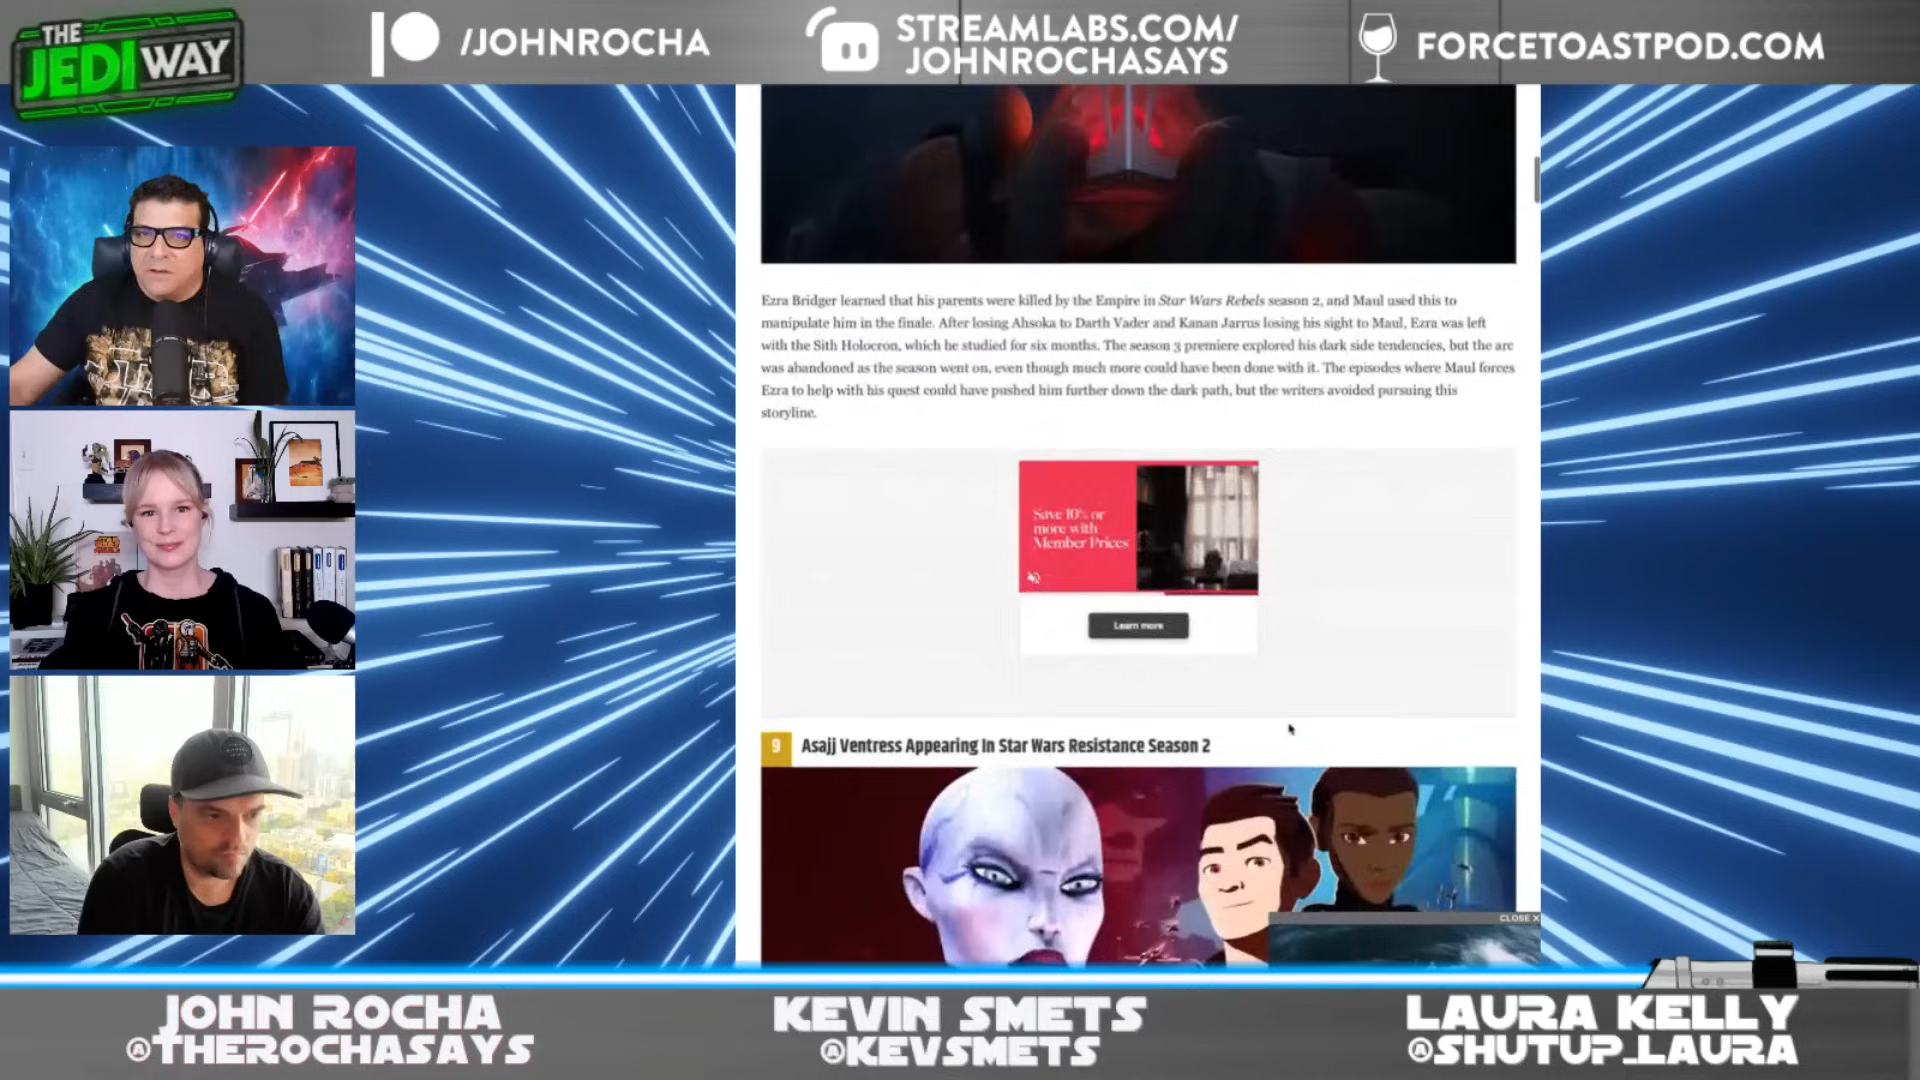 THE
JEDI WAY
/JOHNROCHA
STREAMLABS.COM/
JOHNROCHASAYS
FORCETOASTPOD.COM
Ezra Bridger learned that his parents were killed by the Empire in Star Wars Rebels season 2, and Maul used this to
manipulate him in the finale. After losing Ahsoka to Darth Vader and Kanan Jarrus losing his sight to Maul, Ezra was left
with the Sith Holocron, which he studied for six months. The season 3 premiere explored his dark side tendencies, but the arc
was abandoned as the season went on, even though much more could have been done with it. The episodes where Maul forces
Ezra to help with his quest could have pushed him further down the dark path, but the writers avoided pursuing this
storyline.
Save 10% or
more with
Member Prices
Learn more
9 Asajj Ventress Appearing In Star Wars Resistance Season 2
CLOSE X
JOHN ROCHA
@THEROCHASAYS
KEVIN SMETS
@KEVSMETS
LAURA KELLY
@SHUTUP_LAURA